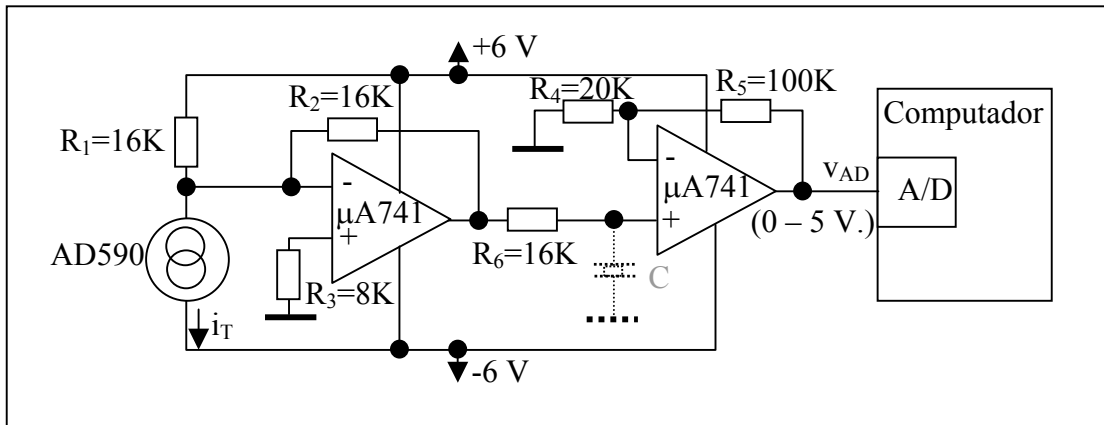 +6 V
R4=20K
R5=100K
R2=16K
Computador
R1=16K
-
-
µA741
µA741
vAD
A/D
+
+
(0 – 5 V.)
AD590
R6=16K
R3=8K
C
iT
-6 V